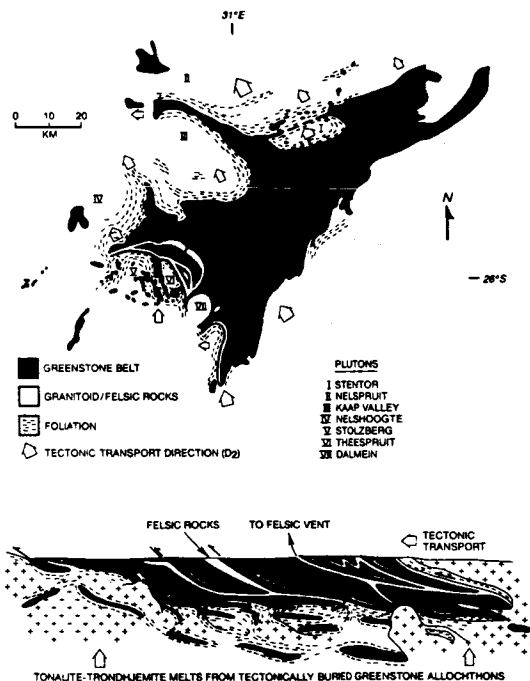 31°E
II
0 10 20
KM
I
III
IV
N
V
VI
26°S
VII
GREENSTONE BELT
GRANITOID/FELSIC ROCKS
FOLIATION
TECTONIC TRANSPORT DIRECTION (D2)
PLUTONS
I STENTOR
II NELSPRUIT
III KAAP VALLEY
IV NELSHOOGTE
V STOLZBERG
VI THEESPRUIT
VII DALMEIN
FELSIC ROCKS
TO FELSIC VENT
TECTONIC
TRANSPORT
TONALITE-TRONDHJEMITE MELTS FROM TECTONICALLY BURIED GREENSTONE ALLOCHTHONS